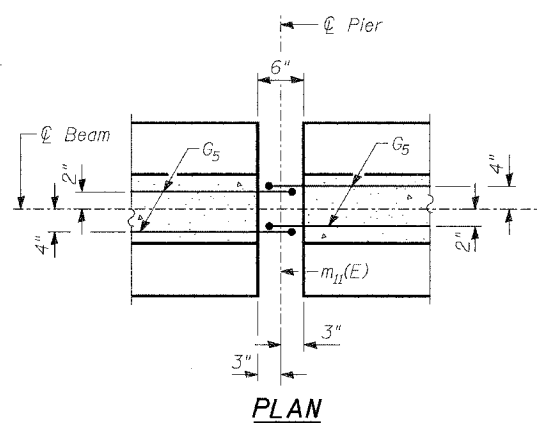 ℄ Pier
6"
℄ Beam
G5
G5
2"
4"
4"
2"
m11(E)
3"
3"
PLAN